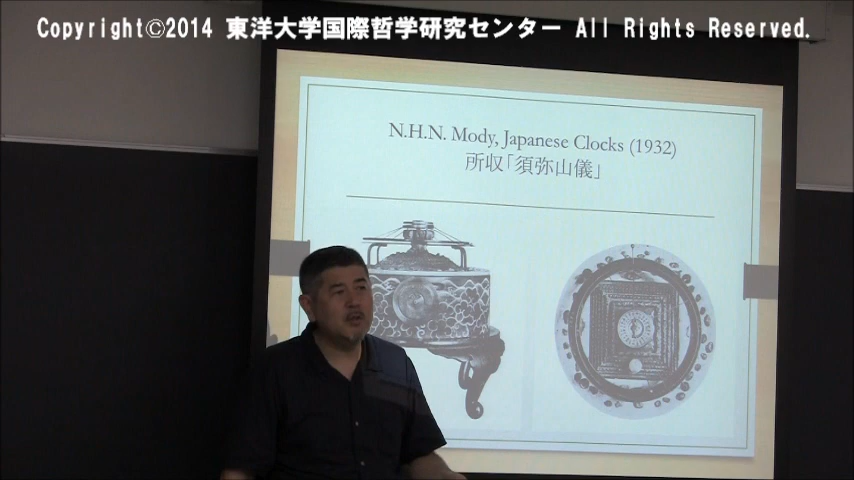 Copyright©2014 東洋大学国際哲学研究センター All Rights Reserved.
N.H.N. Mody, Japanese Clocks (1932)
所収「須弥山儀」